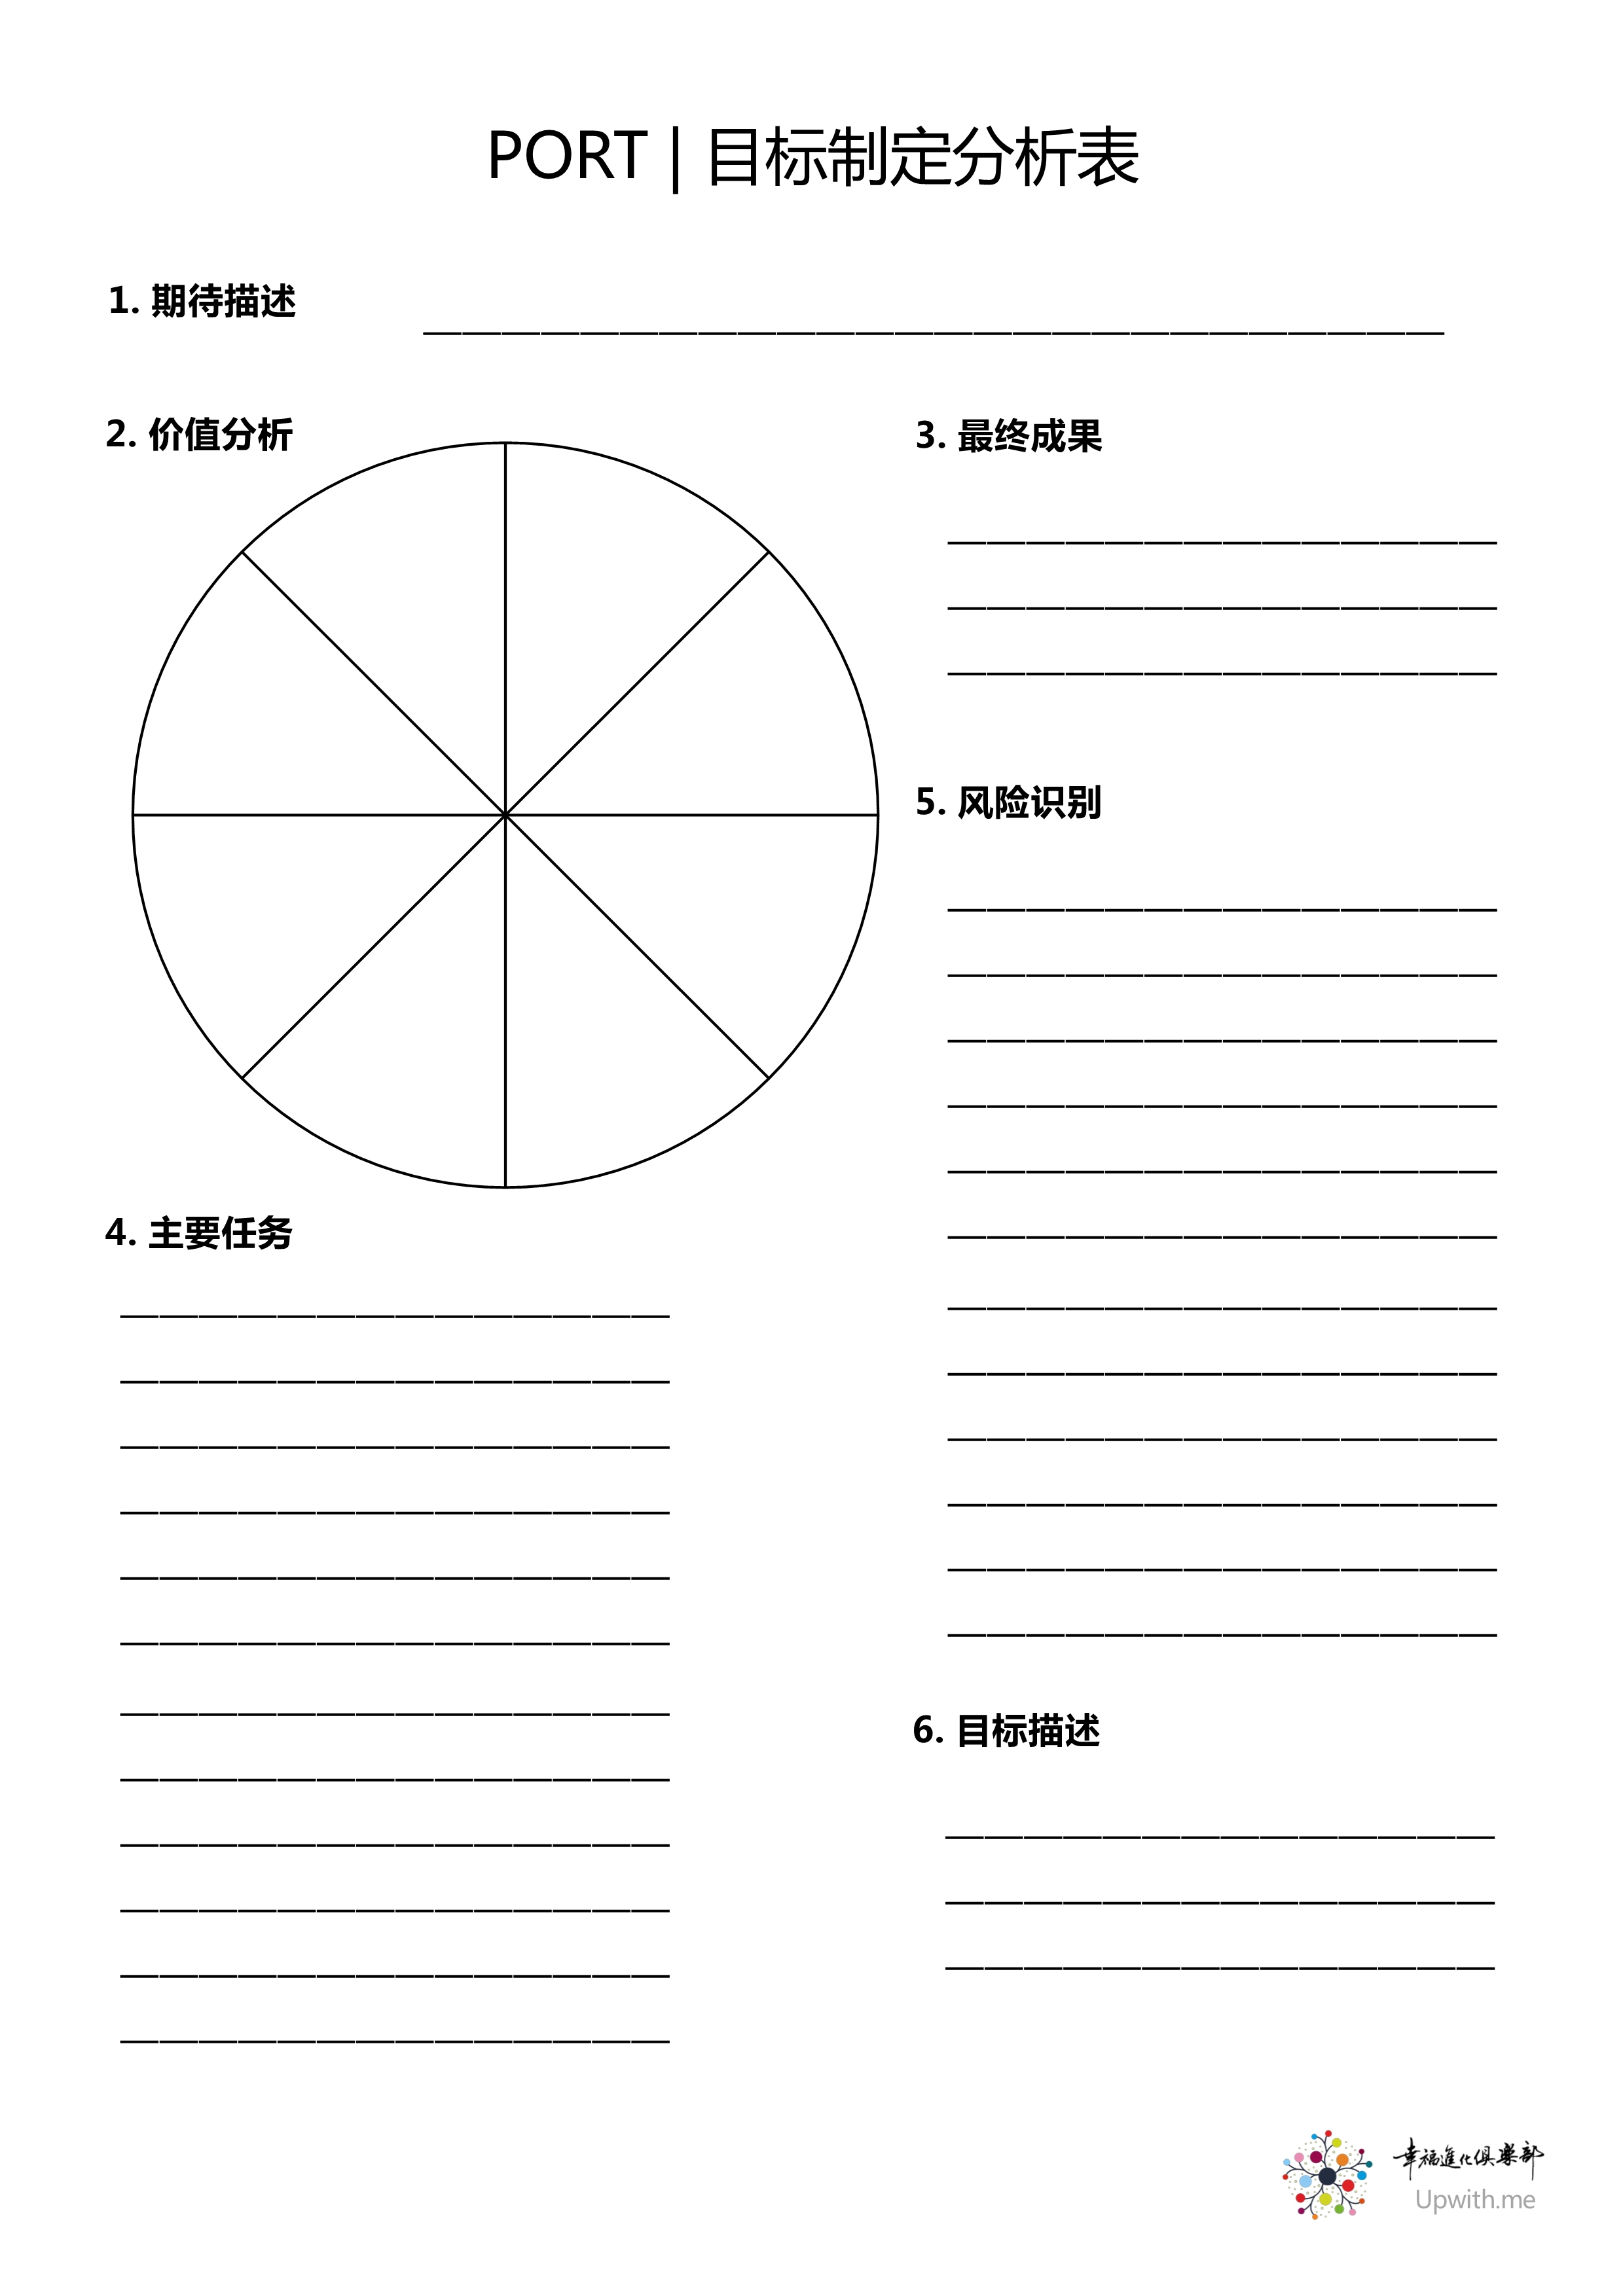 PORT | 目标制定分析表
1. 期待描述
2. 价值分析
3. 最终成果
5. 风险识别
4. 主要任务
6. 目标描述
幸福進化俱樂部
Upwith.me